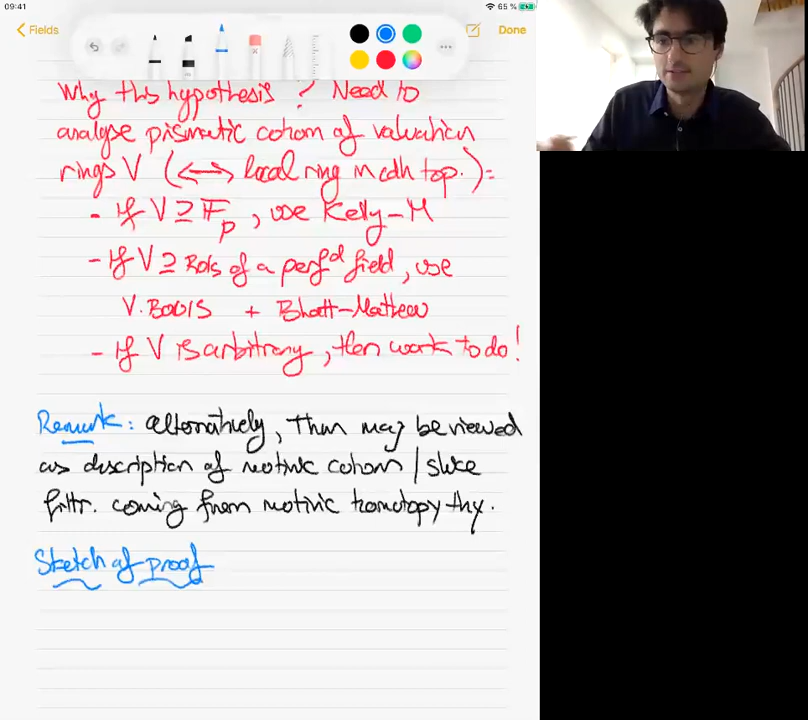 09:41
65 %
Fields
Done
Why this hypothesis? Need to
analyse prismatic cohom of valuation
rings V (<-> local ring in cdh top.):
- If V ⊇ F_p, use Kelly-M
- If V ⊇ RoIs of a perf^d field, use
V. BOUIS + Bhatt-Mathew
- If V is arbitrary, then work to do!
Remark: alternatively, Thm may be viewed
as description of motivic cohom / slice
filtr. coming from motivic homotopy thy.
Sketch of proof